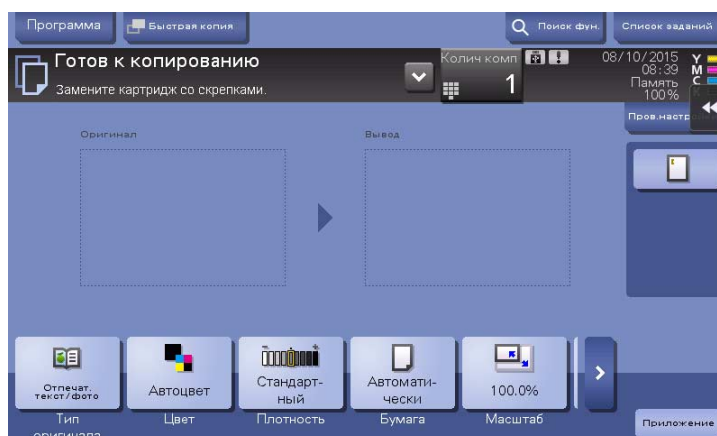 Программа
Быстрая копия
Поиск фун.
Список заданий
Готов к копированию
Замените картридж со скрепками.
Колич комп
1
08/10/2015
08:39
Память
100%
Y
M
C
K
Пров.настр
Оригинал
Вывод
Отпечат.
текст/фото
Автоцвет
Стандарт-
ный
Автомати-
чески
100.0%
Тип
оригинала
Цвет
Плотность
Бумага
Масштаб
Приложение